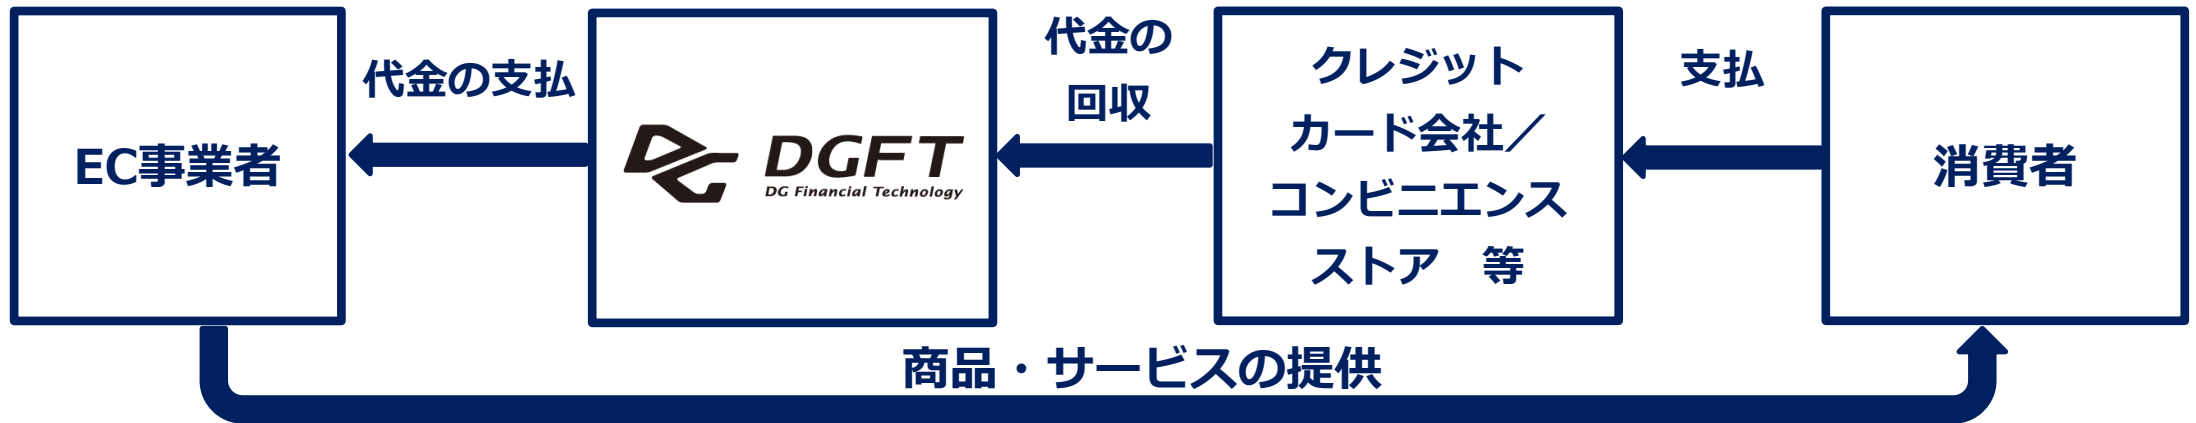 EC事業者
代金の支払
DGFT
DG Financial Technology
代金の
回収
クレジット
カード会社／
コンビニエンス
ストア　等
支払
消費者
商品・サービスの提供